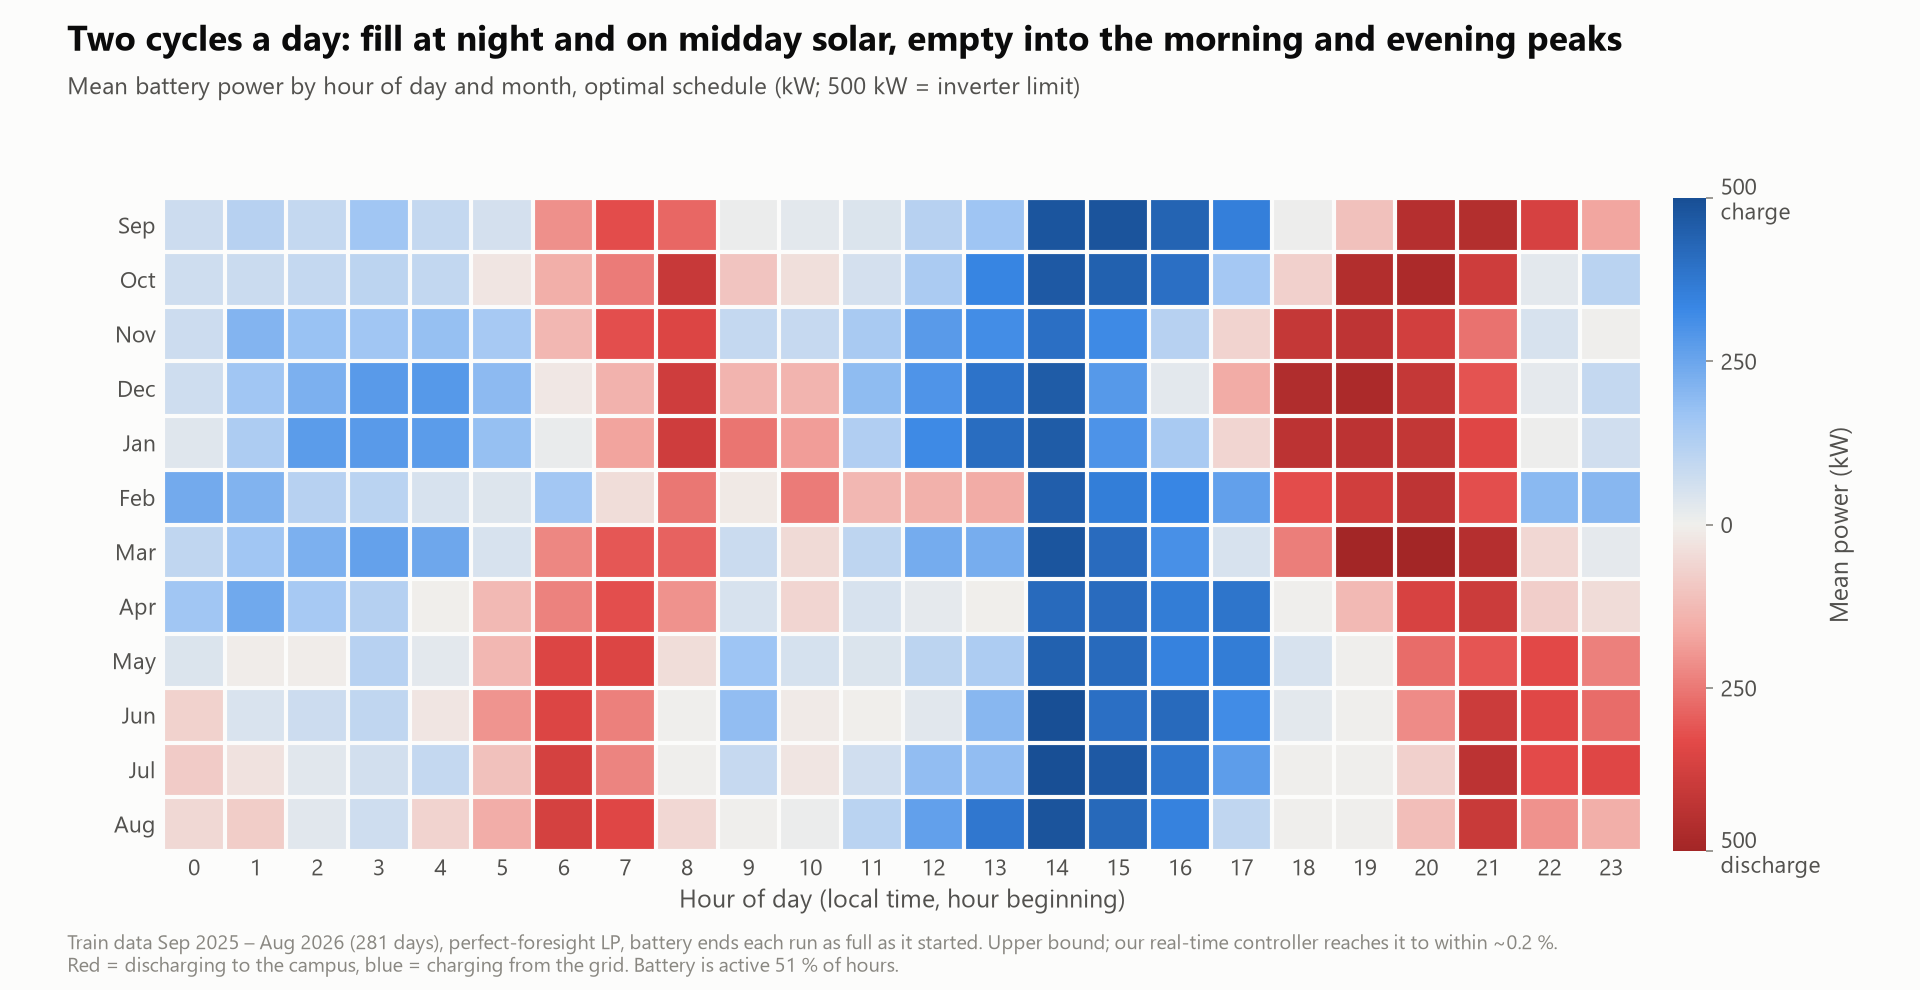 Two cycles a day: fill at night and on midday solar, empty into the morning and evening peaks
Mean battery power by hour of day and month, optimal schedule (kW; 500 kW = inverter limit)
500
charge
250
0
250
500
discharge
Mean power (kW)
Sep
Oct
Nov
Dec
Jan
Feb
Mar
Apr
May
Jun
Jul
Aug
0 1 2 3 4 5 6 7 8 9 10 11 12 13 14 15 16 17 18 19 20 21 22 23
Hour of day (local time, hour beginning)
Train data Sep 2025 – Aug 2026 (281 days), perfect-foresight LP, battery ends each run as full as it started. Upper bound; our real-time controller reaches it to within ~0.2 %.
Red = discharging to the campus, blue = charging from the grid. Battery is active 51 % of hours.